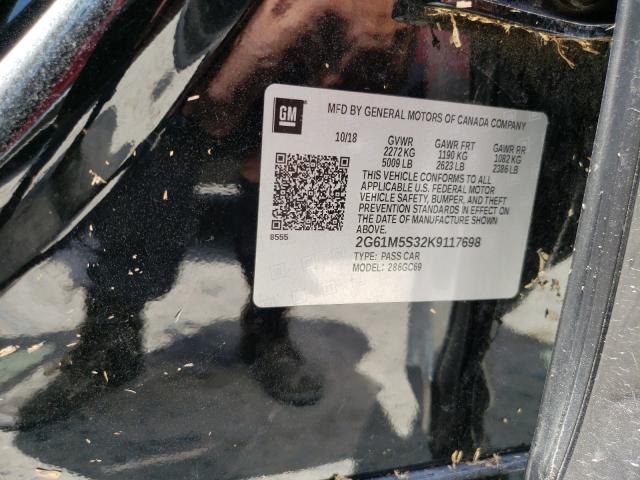 GM
MFD BY GENERAL MOTORS OF CANADA COMPANY
10/18 GVWR GAWR FRT GAWR RR
2272 KG 1190 KG 1082 KG
5009 LB 2623 LB 2386 LB
THIS VEHICLE CONFORMS TO ALL
APPLICABLE U.S. FEDERAL MOTOR
VEHICLE SAFETY, BUMPER, AND THEFT
PREVENTION STANDARDS IN EFFECT ON
THE DATE OF MANUFACTURE SHOWN
ABOVE.
8555
2G61M5S32K9117698
TYPE: PASS CAR
MODEL: 286GC69